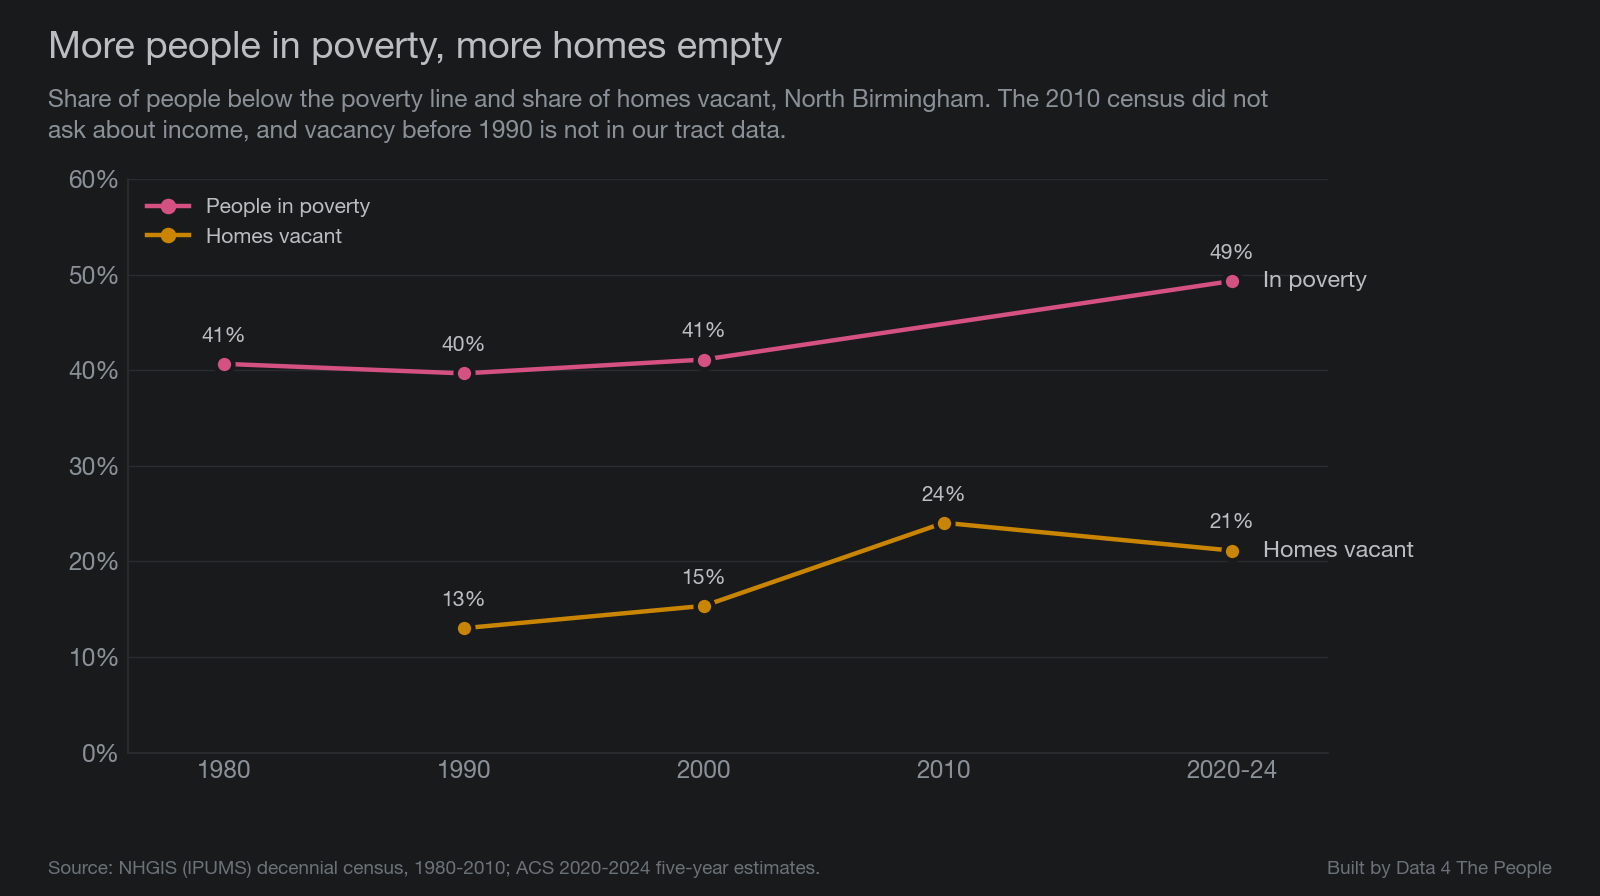 More people in poverty, more homes empty
Share of people below the poverty line and share of homes vacant, North Birmingham. The 2010 census did not
ask about income, and vacancy before 1990 is not in our tract data.
60%
People in poverty
Homes vacant
50%
40%
30%
20%
10%
0%
41%
40%
41%
49%
In poverty
13%
15%
24%
21%
Homes vacant
1980
1990
2000
2010
2020-24
Source: NHGIS (IPUMS) decennial census, 1980-2010; ACS 2020-2024 five-year estimates.
Built by Data 4 The People